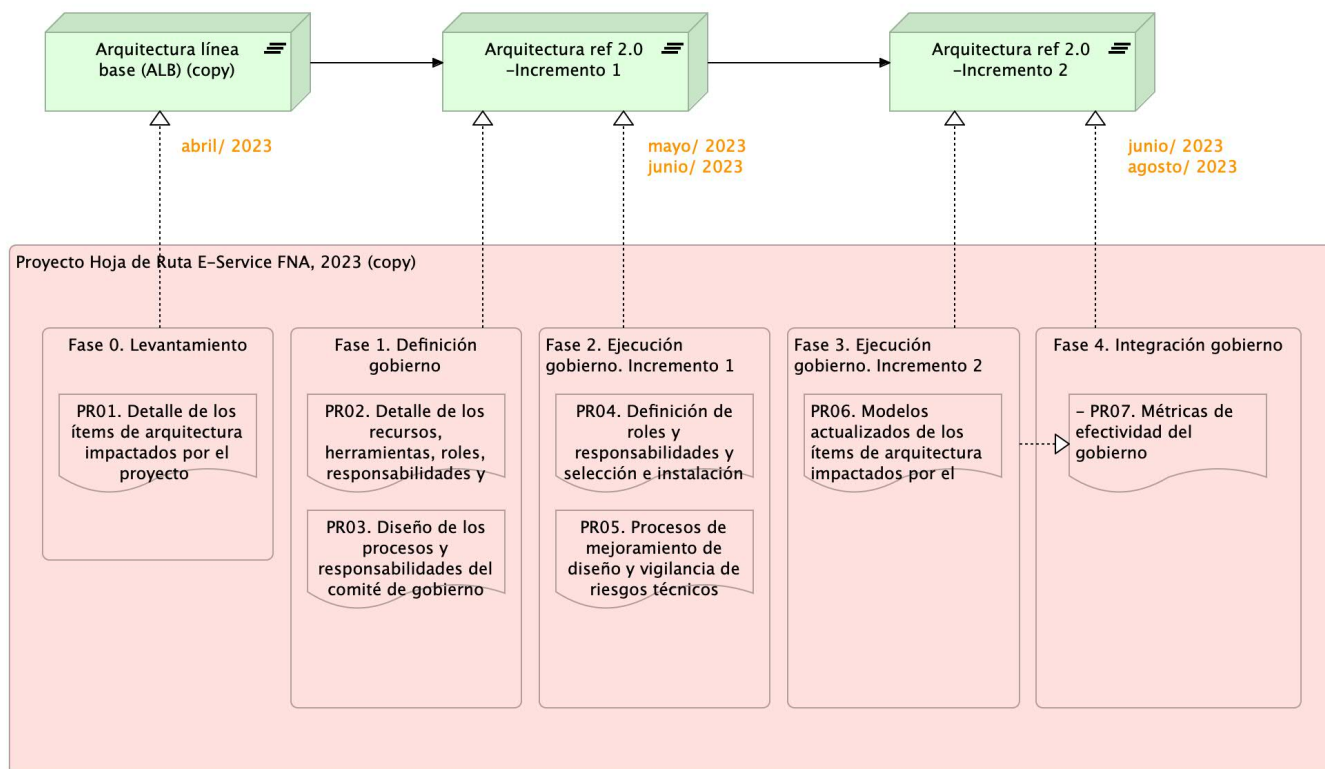 Arquitectura línea
base (ALB) (copy)
Arquitectura ref 2.0
-Incremento 1
Arquitectura ref 2.0
-Incremento 2
abril/ 2023
mayo/ 2023
junio/ 2023
junio/ 2023
agosto/ 2023
Proyecto Hoja de Ruta E-Service FNA, 2023 (copy)
Fase 0. Levantamiento
PR01. Detalle de los
ítems de arquitectura
impactados por el
proyecto
Fase 1. Definición
gobierno
PR02. Detalle de los
recursos,
herramientas, roles,
responsabilidades y
PR03. Diseño de los
procesos y
responsabilidades del
comité de gobierno
Fase 2. Ejecución
gobierno. Incremento 1
PR04. Definición de
roles y
responsabilidades y
selección e instalación
PR05. Procesos de
mejoramiento de
diseño y vigilancia de
riesgos técnicos
Fase 3. Ejecución
gobierno. Incremento 2
PR06. Modelos
actualizados de los
ítems de arquitectura
impactados por el
Fase 4. Integración gobierno
- PR07. Métricas de
efectividad del
gobierno